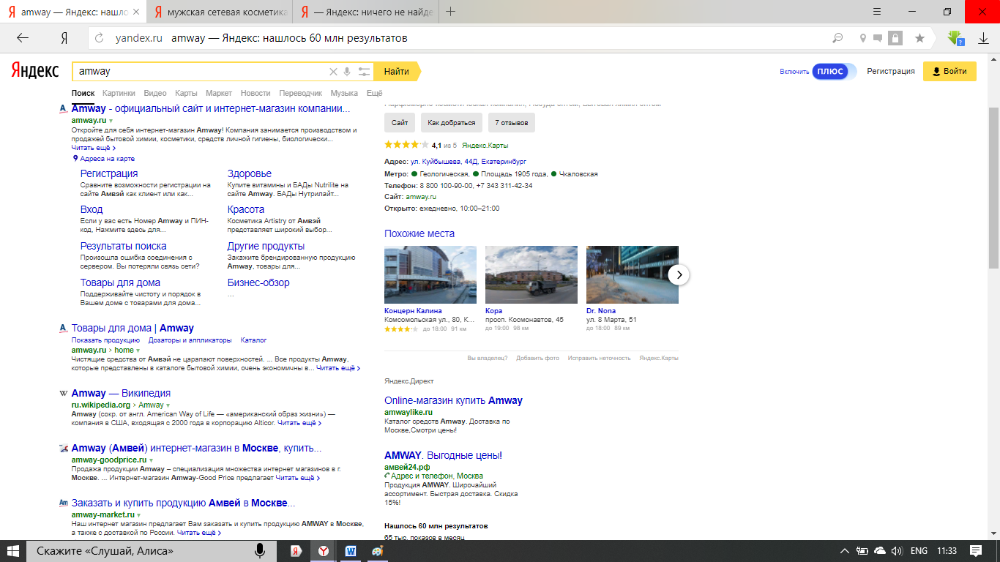 amway — Яндекс: нашло
мужская сетевая косметика
— Яндекс: ничего не найде
Я
yandex.ru amway — Яндекс: нашлось 60 млн результатов
Яндекс
amway
Найти
Включить ПЛЮС
Регистрация
Войти
Поиск Картинки Видео Карты Маркет Новости Переводчик Музыка Ещё
Amway - официальный сайт и интернет-магазин компании...
amway.ru
Откройте для себя интернет-магазин Amway! Компания занимается производством и
продажей бытовой химии, косметики, средств личной гигиены, биологически...
Читать ещё >
Адреса на карте
Регистрация
Сравните возможности регистрации на
сайте Амвэй как клиент или как...
Здоровье
Купите витамины и БАДы Nutrilite на
сайте Amway. БАДы Нутрилайт...
Вход
Если у вас есть Номер Amway и ПИН-
код, Нажмите здесь для...
Красота
Косметика Artistry от Амвэй
представляет широкий выбор...
Результаты поиска
Произошла ошибка соединения с
сервером. Вы потеряли связь сети?
Другие продукты
Закажите брендированную продукцию
Amway, товары для...
Товары для дома
Поддерживайте чистоту и порядок в
Вашем доме с товарами для дома...
Бизнес-обзор
...
Товары для дома | Amway
Показать продукцию Дозаторы и аппликаторы Каталог
amway.ru > home
Чистящие средства от Амвэй не царапают поверхностей. ... Все продукты Amway,
которые представлены в каталоге бытовой химии, очень экономичны в... Читать ещё >
Amway — Википедия
ru.wikipedia.org > Amway
Amway (сокр. от англ. American Way of Life — «американский образ жизни») —
компания в США, входящая с 2000 года в корпорацию Alticor. Читать ещё >
Amway (Амвей) интернет-магазин в Москве, купить...
amway-goodprice.ru
Продажа продукции Amway – специализация множества интернет магазинов в г.
Москве. ... Интернет-магазин Amway-Good Price предлагает Читать ещё >
Заказать и купить продукцию Амвей в Москве...
amway-market.ru
Наш интернет магазин предлагает Вам заказать и купить продукцию AMWAY в Москве,
а также с доставкой по России. Читать ещё >
Сайт Как добраться 7 отзывов
4,1 из 5 Яндекс.Карты
Адрес: ул. Куйбышева, 44Д, Екатеринбург
Метро: Геологическая, Площадь 1905 года, Чкаловская
Телефон: 8 800 100-90-00, +7 343 311-42-34
Сайт: amway.ru
Открыто: ежедневно, 10:00–21:00
Похожие места
Концерн Калина
Комсомольская ул., 80, К...
до 18:00 91 км
Кора
просп. Космонавтов, 45
до 19:00 98 км
Dr. Nona
ул. 8 Марта, 51
до 18:00 89 км
Вы владелец? Добавить фото Исправить неточность Яндекс.Карты
Яндекс.Директ
Online-магазин купить Amway
amwaylike.ru
Каталог средств Amway. Доставка по
Москве,Смотри цены!
AMWAY. Выгодные цены!
амвей24.рф
Адрес и телефон, Москва
Продукция AMWAY. Широчайший
ассортимент. Быстрая доставка. Скидка
15%!
Нашлось 60 млн результатов
65 тыс. показов в месяц
Скажите «Слушай, Алиса»
ENG 11:33